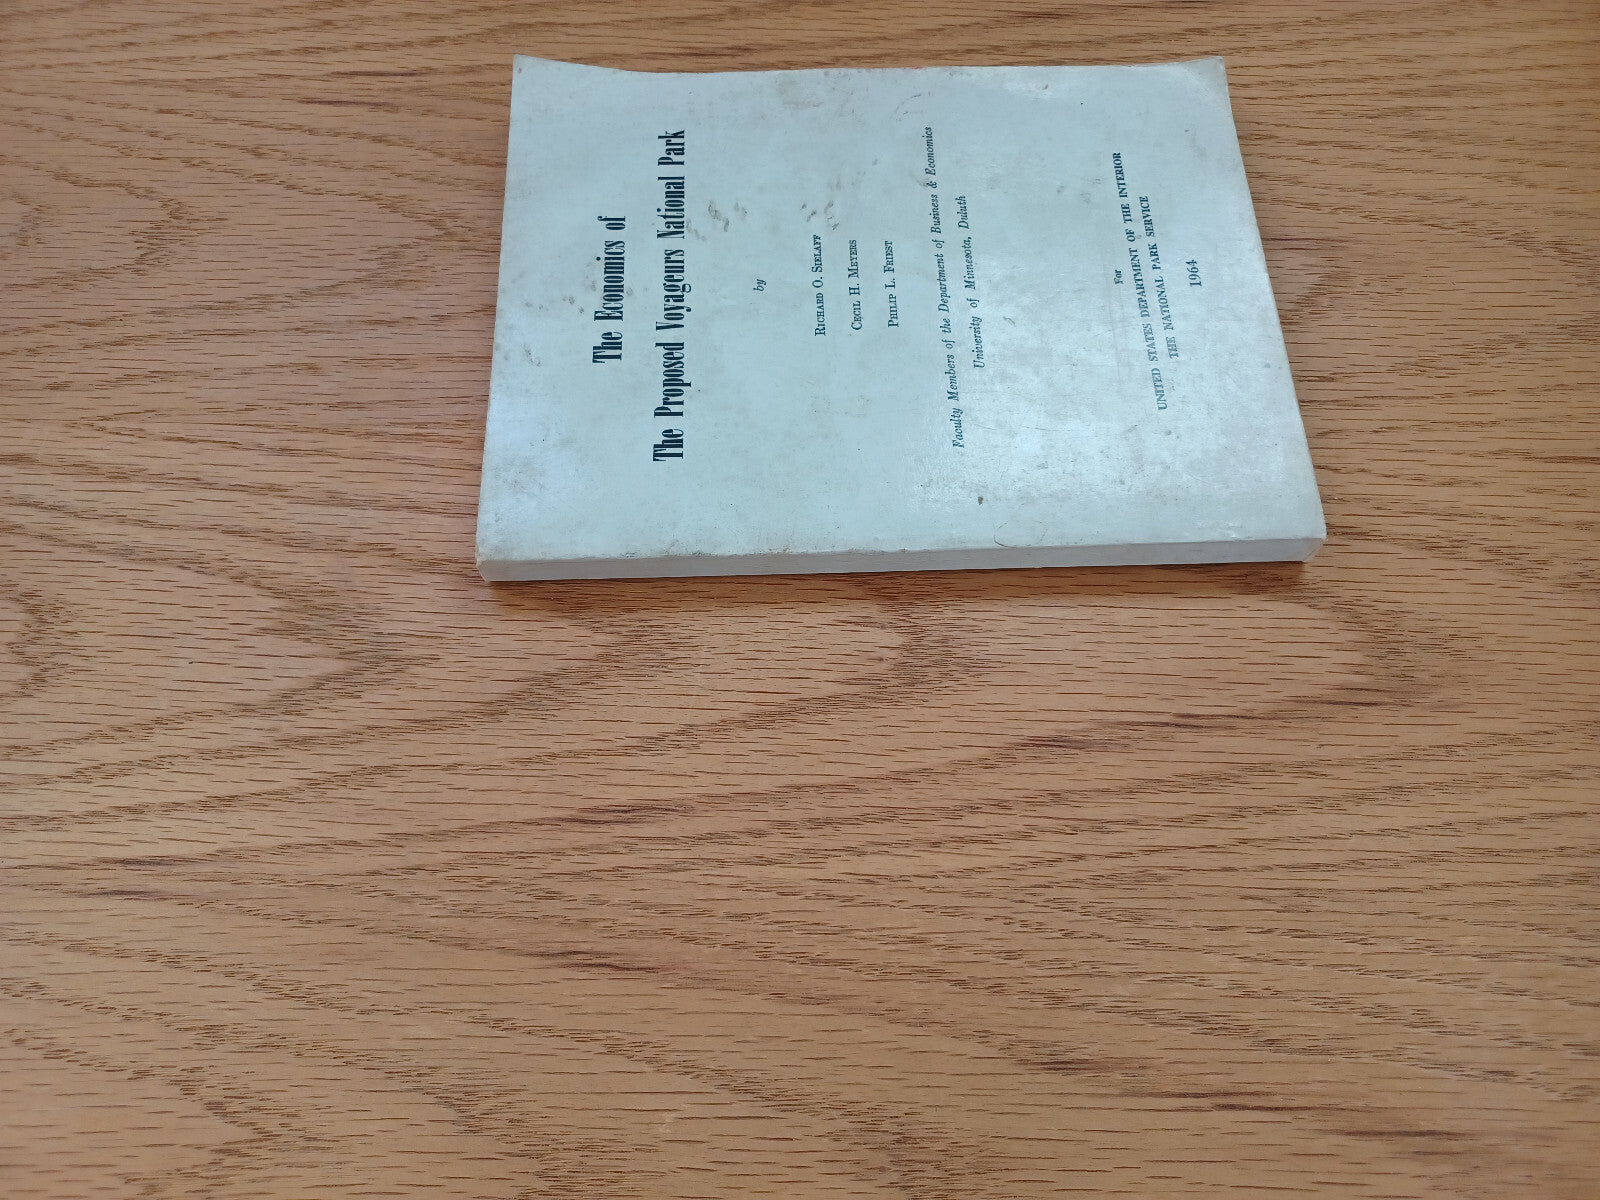 The Economics of
The Proposed Voyageurs National Park
by
RICHARD O. SIELAFF
CECIL H. MEYERS
PHILIP L. FRIEST
Faculty Members of the Department of Business & Economics
University of Minnesota, Duluth
For
UNITED STATES DEPARTMENT OF THE INTERIOR
THE NATIONAL PARK SERVICE
1964